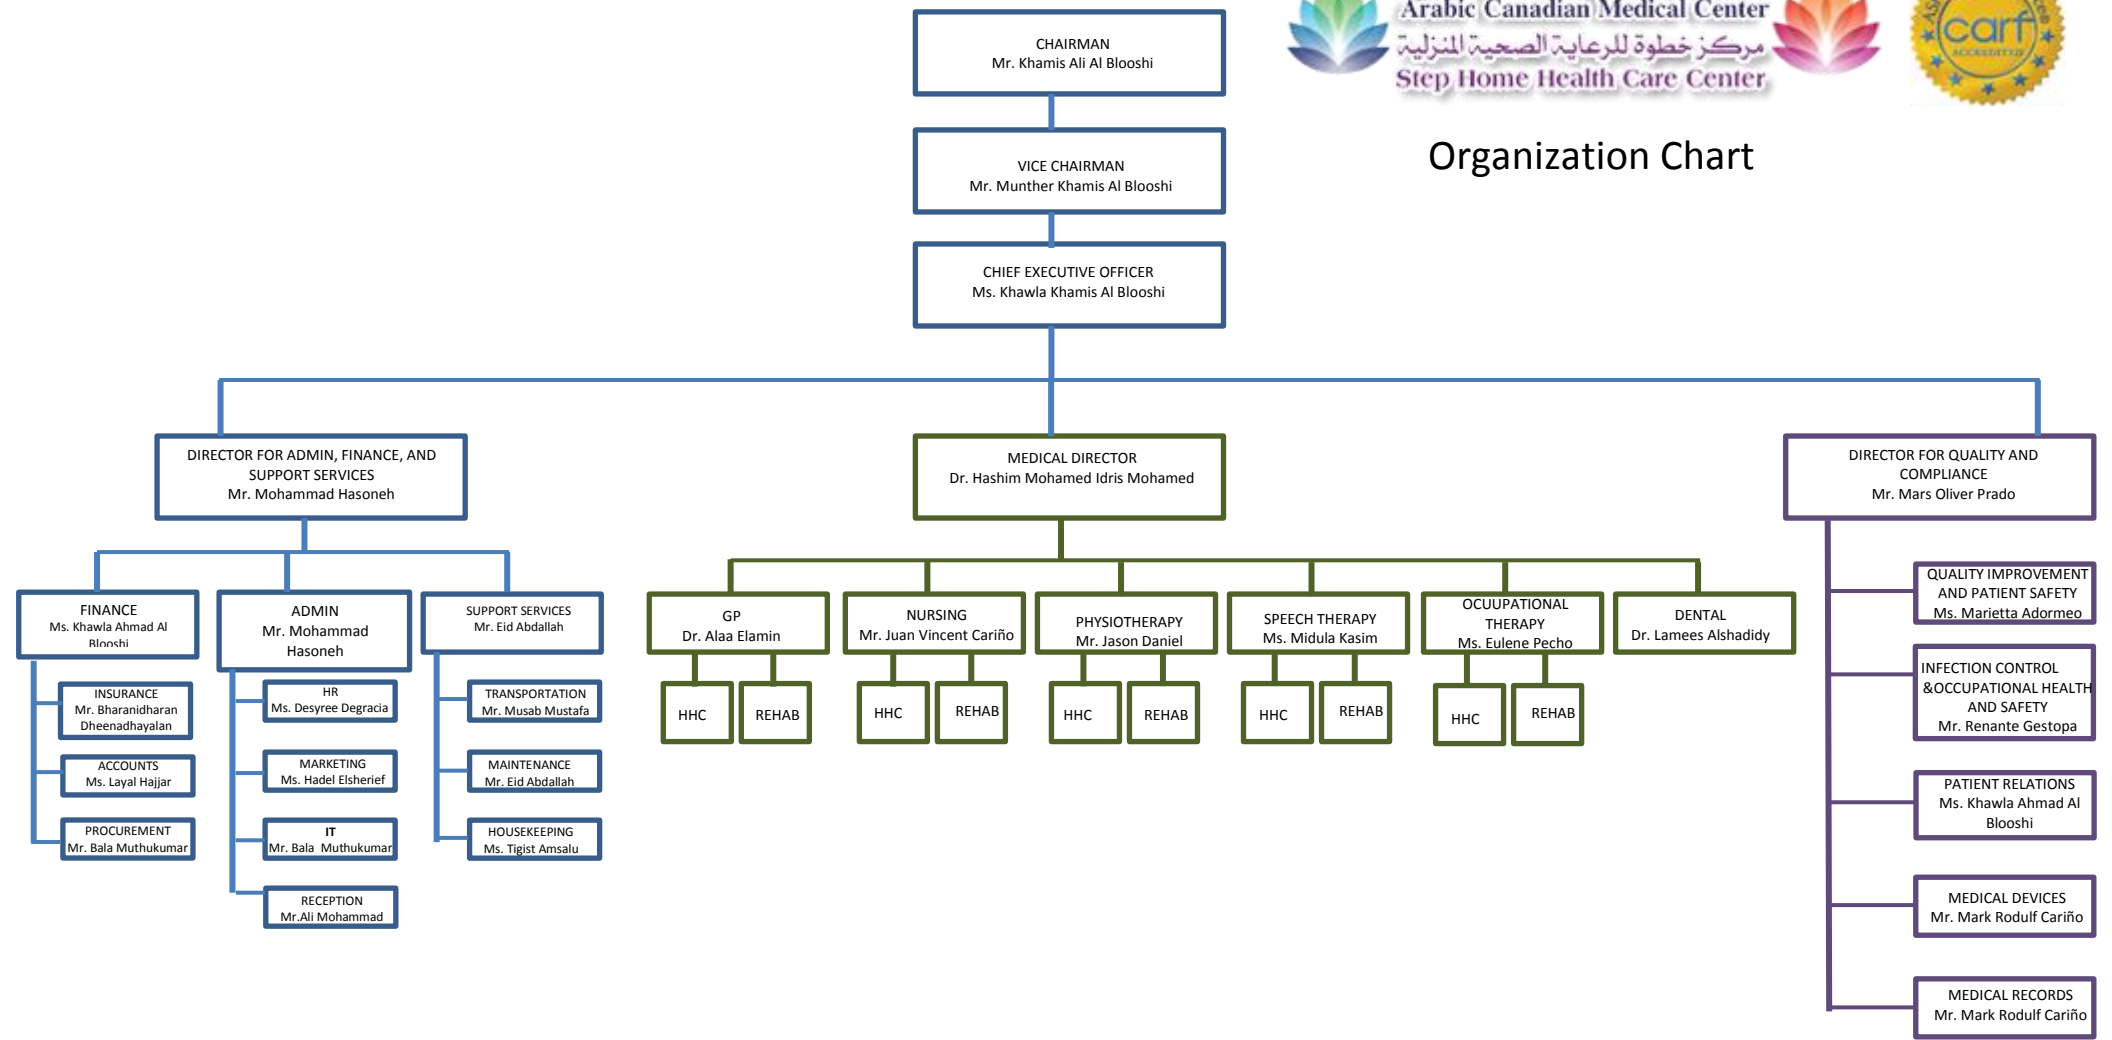 CHAIRMAN
Mr. Khamis Ali Al Blooshi
Arabic Canadian Medical Center
مركز خطوة للرعاية الصحية المنزلية
Step Home Health Care Center
carf
ACCREDITED
Organization Chart
VICE CHAIRMAN
Mr. Munther Khamis Al Blooshi
CHIEF EXECUTIVE OFFICER
Ms. Khawla Khamis Al Blooshi
DIRECTOR FOR ADMIN, FINANCE, AND
SUPPORT SERVICES
Mr. Mohammad Hasoneh
MEDICAL DIRECTOR
Dr. Hashim Mohamed Idris Mohamed
DIRECTOR FOR QUALITY AND
COMPLIANCE
Mr. Mars Oliver Prado
FINANCE
Ms. Khawla Ahmad Al
Blooshi
INSURANCE
Mr. Bharanidharan
Dheenadhayalan
ACCOUNTS
Ms. Layal Hajjar
PROCUREMENT
Mr. Bala Muthukumar
ADMIN
Mr. Mohammad
Hasoneh
HR
Ms. Desyree Degracia
MARKETING
Ms. Hadel Elsherief
IT
Mr. Bala Muthukumar
RECEPTION
Mr.Ali Mohammad
SUPPORT SERVICES
Mr. Eid Abdallah
TRANSPORTATION
Mr. Musab Mustafa
MAINTENANCE
Mr. Eid Abdallah
HOUSEKEEPING
Ms. Tigist Amsalu
GP
Dr. Alaa Elamin
HHC
REHAB
NURSING
Mr. Juan Vincent Cariño
HHC
REHAB
PHYSIOTHERAPY
Mr. Jason Daniel
HHC
REHAB
SPEECH THERAPY
Ms. Midula Kasim
HHC
REHAB
OCUUPATIONAL
THERAPY
Ms. Eulene Pecho
HHC
REHAB
DENTAL
Dr. Lamees Alshadidy
QUALITY IMPROVEMENT
AND PATIENT SAFETY
Ms. Marietta Adormeo
INFECTION CONTROL
&OCCUPATIONAL HEALTH
AND SAFETY
Mr. Renante Gestopa
PATIENT RELATIONS
Ms. Khawla Ahmad Al
Blooshi
MEDICAL DEVICES
Mr. Mark Rodulf Cariño
MEDICAL RECORDS
Mr. Mark Rodulf Cariño